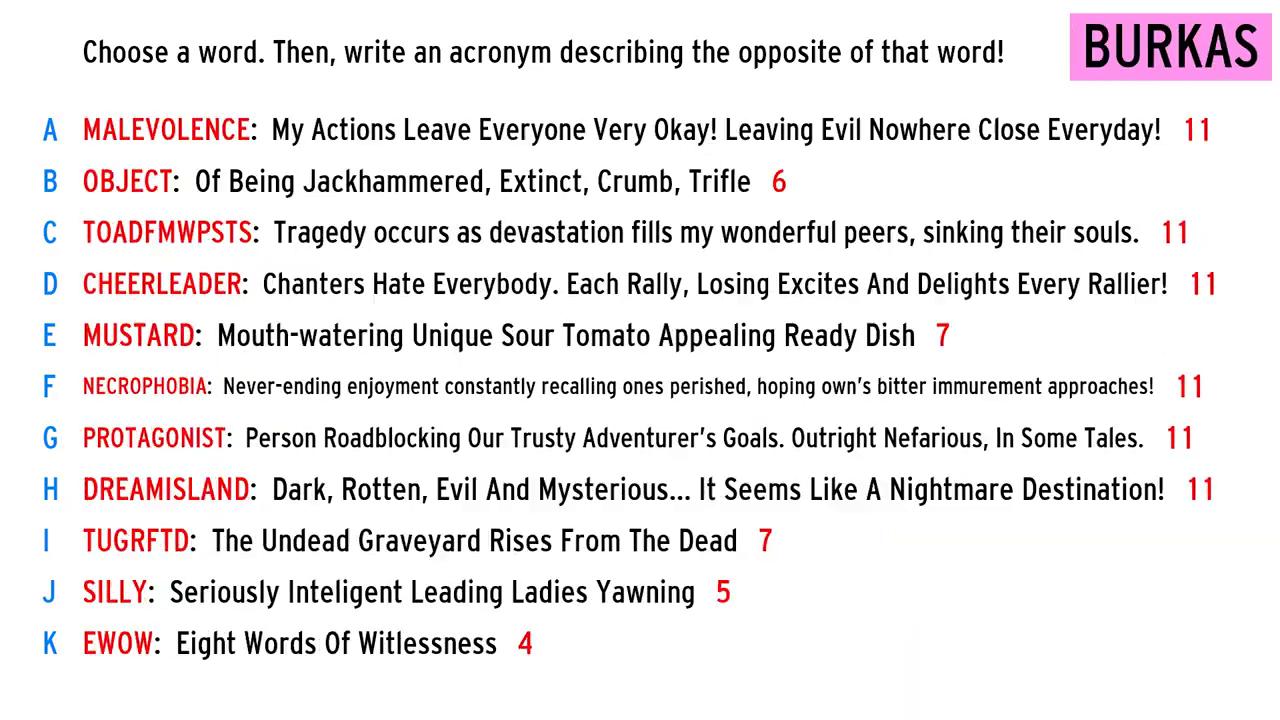 Choose a word. Then, write an acronym describing the opposite of that word!
BURKAS
A MALEVOLENCE: My Actions Leave Everyone Very Okay! Leaving Evil Nowhere Close Everyday! 11
B OBJECT: Of Being Jackhammered, Extinct, Crumb, Trifle 6
C TOADFMWPSTS: Tragedy occurs as devastation fills my wonderful peers, sinking their souls. 11
D CHEERLEADER: Chanters Hate Everybody. Each Rally, Losing Excites And Delights Every Rallier! 11
E MUSTARD: Mouth-watering Unique Sour Tomato Appealing Ready Dish 7
F NECROPHOBIA: Never-ending enjoyment constantly recalling ones perished, hoping own's bitter immurement approaches! 11
G PROTAGONIST: Person Roadblocking Our Trusty Adventurer's Goals. Outright Nefarious, In Some Tales. 11
H DREAMISLAND: Dark, Rotten, Evil And Mysterious... It Seems Like A Nightmare Destination! 11
I TUGRFTD: The Undead Graveyard Rises From The Dead 7
J SILLY: Seriously Inteligent Leading Ladies Yawning 5
K EWOW: Eight Words Of Witlessness 4